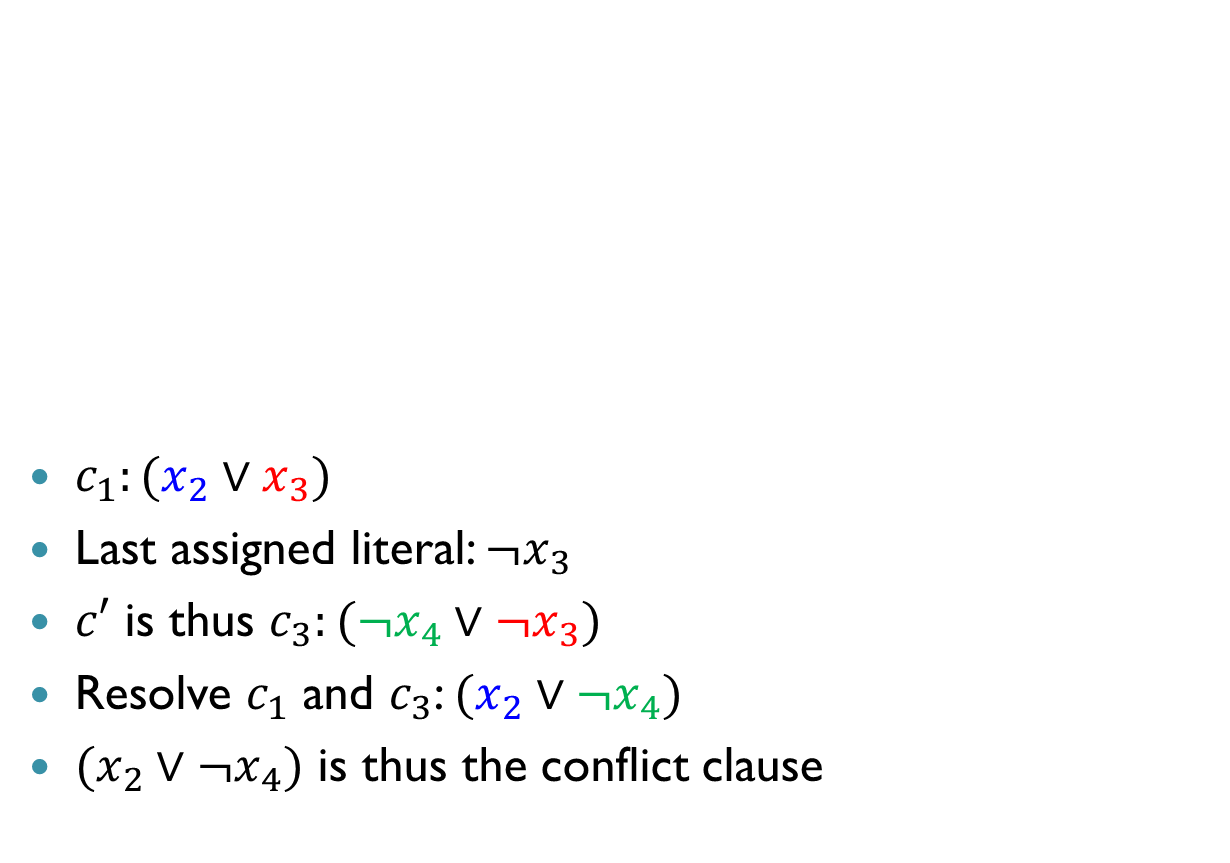 • c₁: (x₂ ∨ x₃)
• Last assigned literal: ¬x₃
• c′ is thus c₃: (¬x₄ ∨ ¬x₃)
• Resolve c₁ and c₃: (x₂ ∨ ¬x₄)
• (x₂ ∨ ¬x₄) is thus the conflict clause